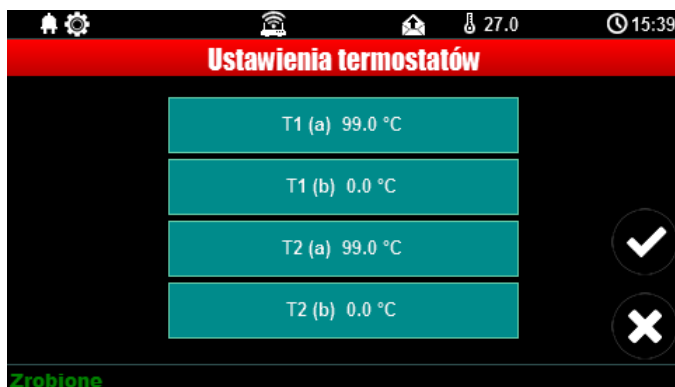 27.0 15:39
Ustawienia termostatów
T1 (a) 99.0 °C
T1 (b) 0.0 °C
T2 (a) 99.0 °C
T2 (b) 0.0 °C
Zrobione